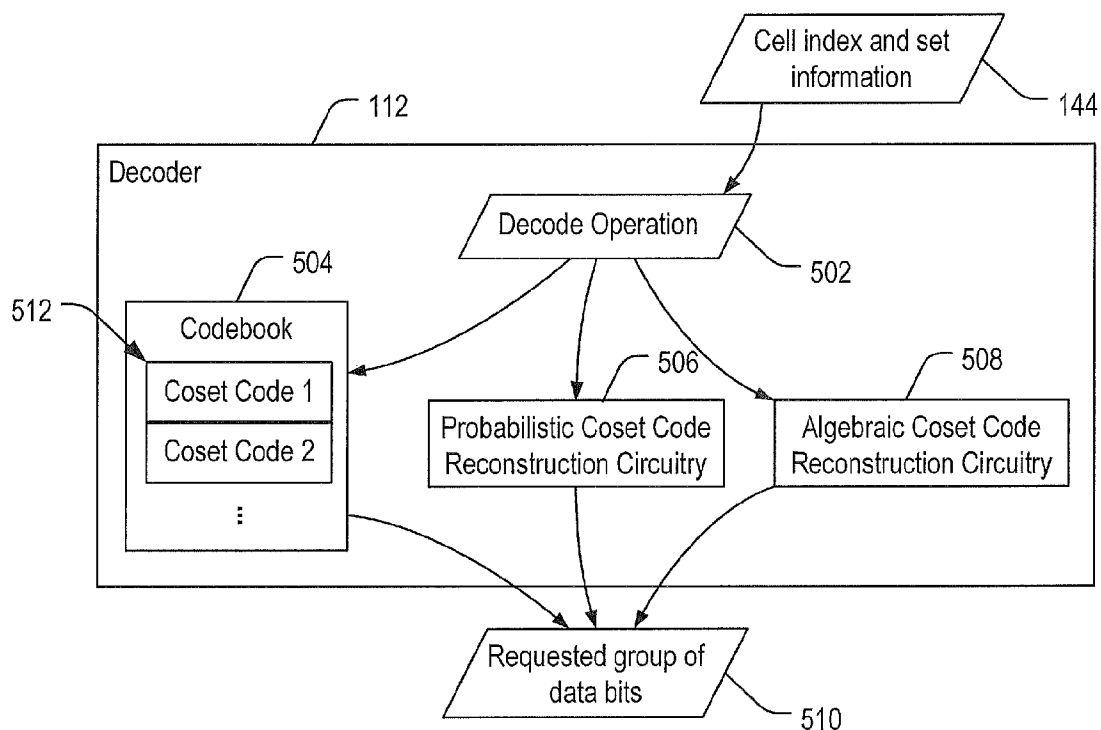 Cell index and set
information
144
112
Decoder
Decode Operation
502
504
512
Codebook
Coset Code 1
Coset Code 2
...
506
Probabilistic Coset Code
Reconstruction Circuitry
508
Algebraic Coset Code
Reconstruction Circuitry
Requested group of
data bits
510